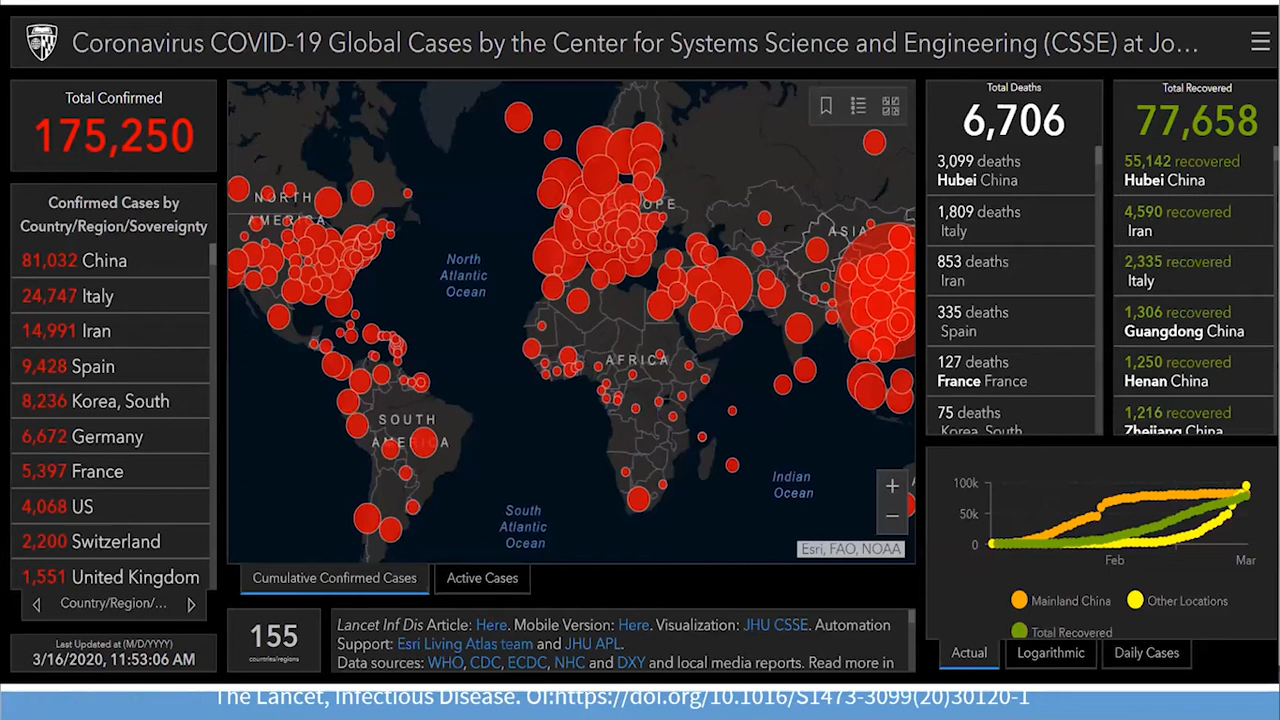 Coronavirus COVID-19 Global Cases by the Center for Systems Science and Engineering (CSSE) at Jo...
Total Confirmed
175,250
Confirmed Cases by
Country/Region/Sovereignty
81,032 China
24,747 Italy
14,991 Iran
9,428 Spain
8,236 Korea, South
6,672 Germany
5,397 France
4,068 US
2,200 Switzerland
1,551 United Kingdom
Country/Region/...
Last Updated at (M/D/YYYY)
3/16/2020, 11:53:06 AM
NORTH
AMERICA
North
Atlantic
Ocean
ASIA
AFRICA
SOUTH
AMERICA
Indian
Ocean
South
Atlantic
Ocean
+
−
Esri, FAO, NOAA
Cumulative Confirmed Cases
Active Cases
155
countries/regions
Lancet Inf Dis Article: Here. Mobile Version: Here. Visualization: JHU CSSE. Automation
Support: Esri Living Atlas team and JHU APL.
Data sources: WHO, CDC, ECDC, NHC and DXY and local media reports. Read more in
Total Deaths
6,706
3,099 deaths
Hubei China
1,809 deaths
Italy
853 deaths
Iran
335 deaths
Spain
127 deaths
France France
75 deaths
Korea, South
Total Recovered
77,658
55,142 recovered
Hubei China
4,590 recovered
Iran
2,335 recovered
Italy
1,306 recovered
Guangdong China
1,250 recovered
Henan China
1,216 recovered
Zhejiang China
100k
50k
0
Feb
Mar
Mainland China
Other Locations
Total Recovered
Actual
Logarithmic
Daily Cases
The Lancet, Infectious Disease. OI:https://doi.org/10.1016/S1473-3099(20)30120-1